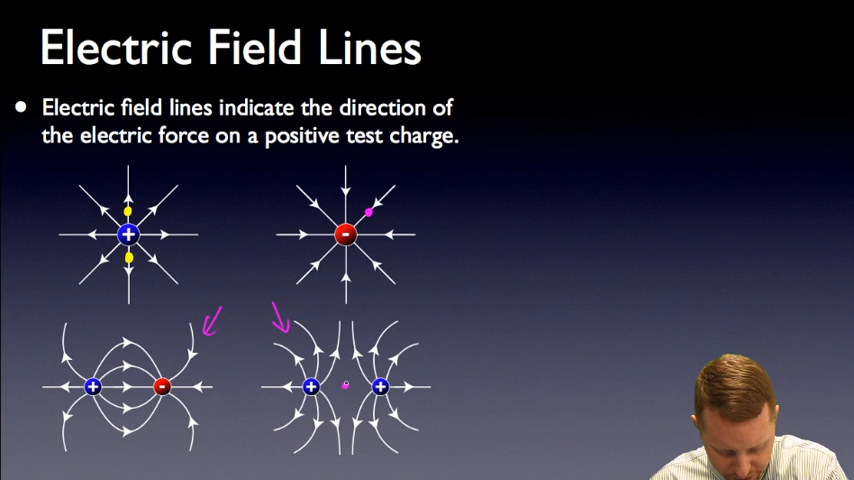 Electric Field Lines
• Electric field lines indicate the direction of
the electric force on a positive test charge.
+ -
+ - + +